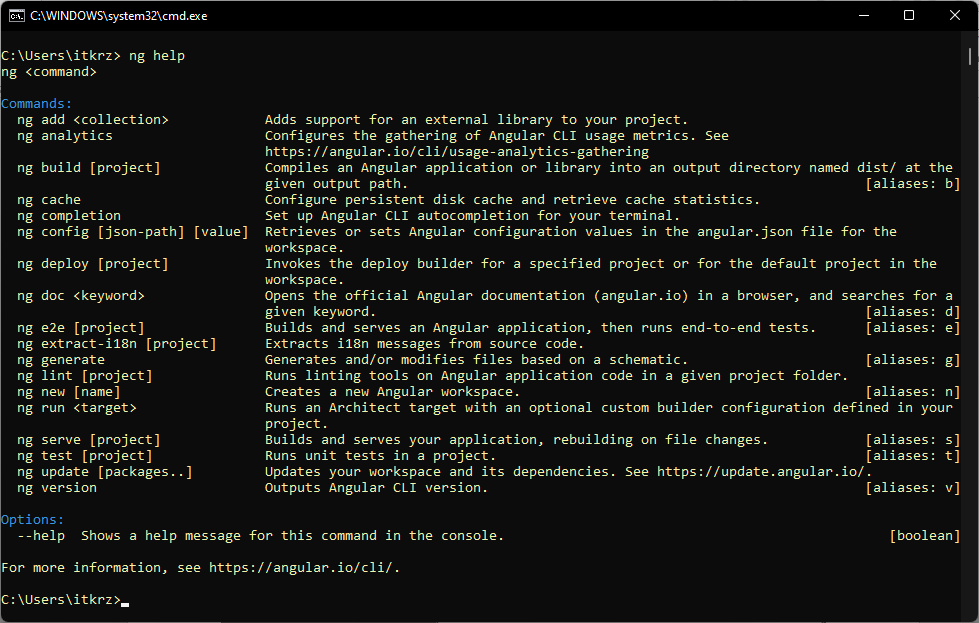 C:\WINDOWS\system32\cmd.exe
C:\Users\itkrz> ng help
ng <command>
Commands:
ng add <collection> Adds support for an external library to your project.
ng analytics Configures the gathering of Angular CLI usage metrics. See
https://angular.io/cli/usage-analytics-gathering
ng build [project] Compiles an Angular application or library into an output directory named dist/ at the
given output path. [aliases: b]
ng cache Configure persistent disk cache and retrieve cache statistics.
ng completion Set up Angular CLI autocompletion for your terminal.
ng config [json-path] [value] Retrieves or sets Angular configuration values in the angular.json file for the
workspace.
ng deploy [project] Invokes the deploy builder for a specified project or for the default project in the
workspace.
ng doc <keyword> Opens the official Angular documentation (angular.io) in a browser, and searches for a
given keyword. [aliases: d]
ng e2e [project] Builds and serves an Angular application, then runs end-to-end tests. [aliases: e]
ng extract-i18n [project] Extracts i18n messages from source code.
ng generate Generates and/or modifies files based on a schematic. [aliases: g]
ng lint [project] Runs linting tools on Angular application code in a given project folder.
ng new [name] Creates a new Angular workspace. [aliases: n]
ng run <target> Runs an Architect target with an optional custom builder configuration defined in your
project.
ng serve [project] Builds and serves your application, rebuilding on file changes. [aliases: s]
ng test [project] Runs unit tests in a project. [aliases: t]
ng update [packages..] Updates your workspace and its dependencies. See https://update.angular.io/.
ng version Outputs Angular CLI version. [aliases: v]
Options:
--help Shows a help message for this command in the console. [boolean]
For more information, see https://angular.io/cli/.
C:\Users\itkrz>